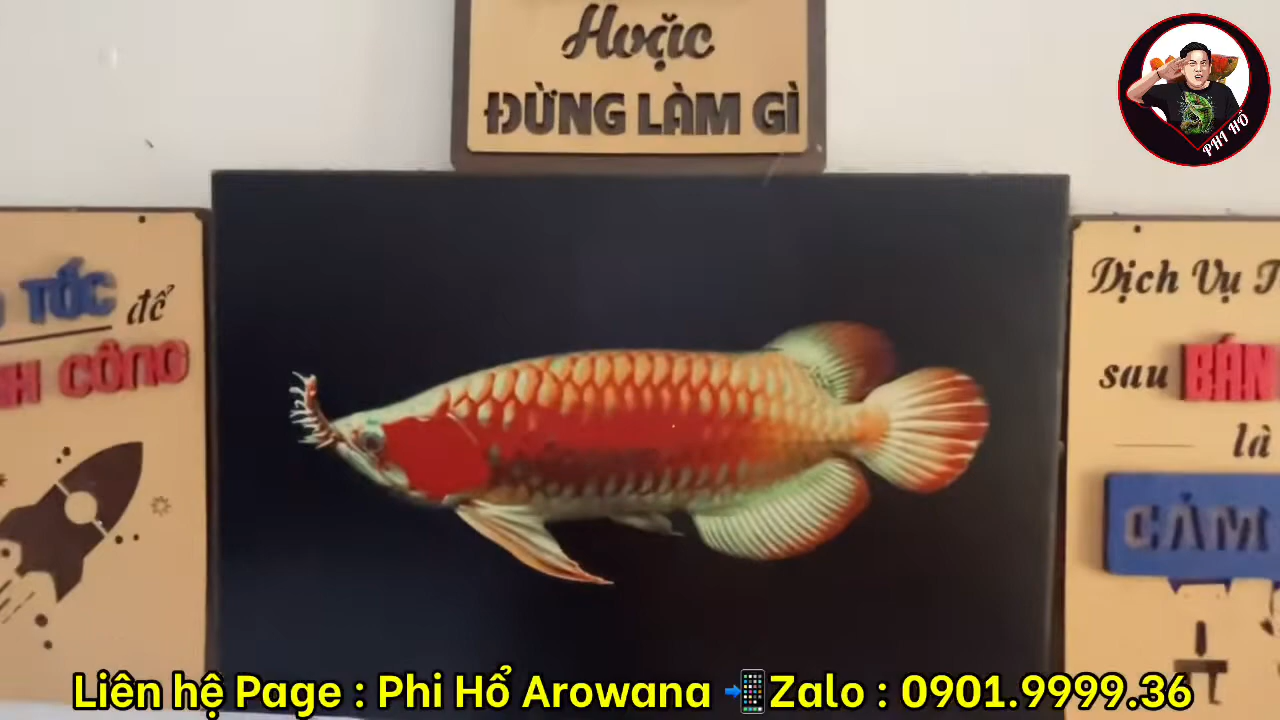 Hoặc
ĐỪNG LÀM GÌ
PHI HỔ
TỐC để
CÔNG
Dịch Vụ
sau BÁN
là
CẢM
Liên hệ Page : Phi Hổ Arowana 📲Zalo : 0901.9999.36